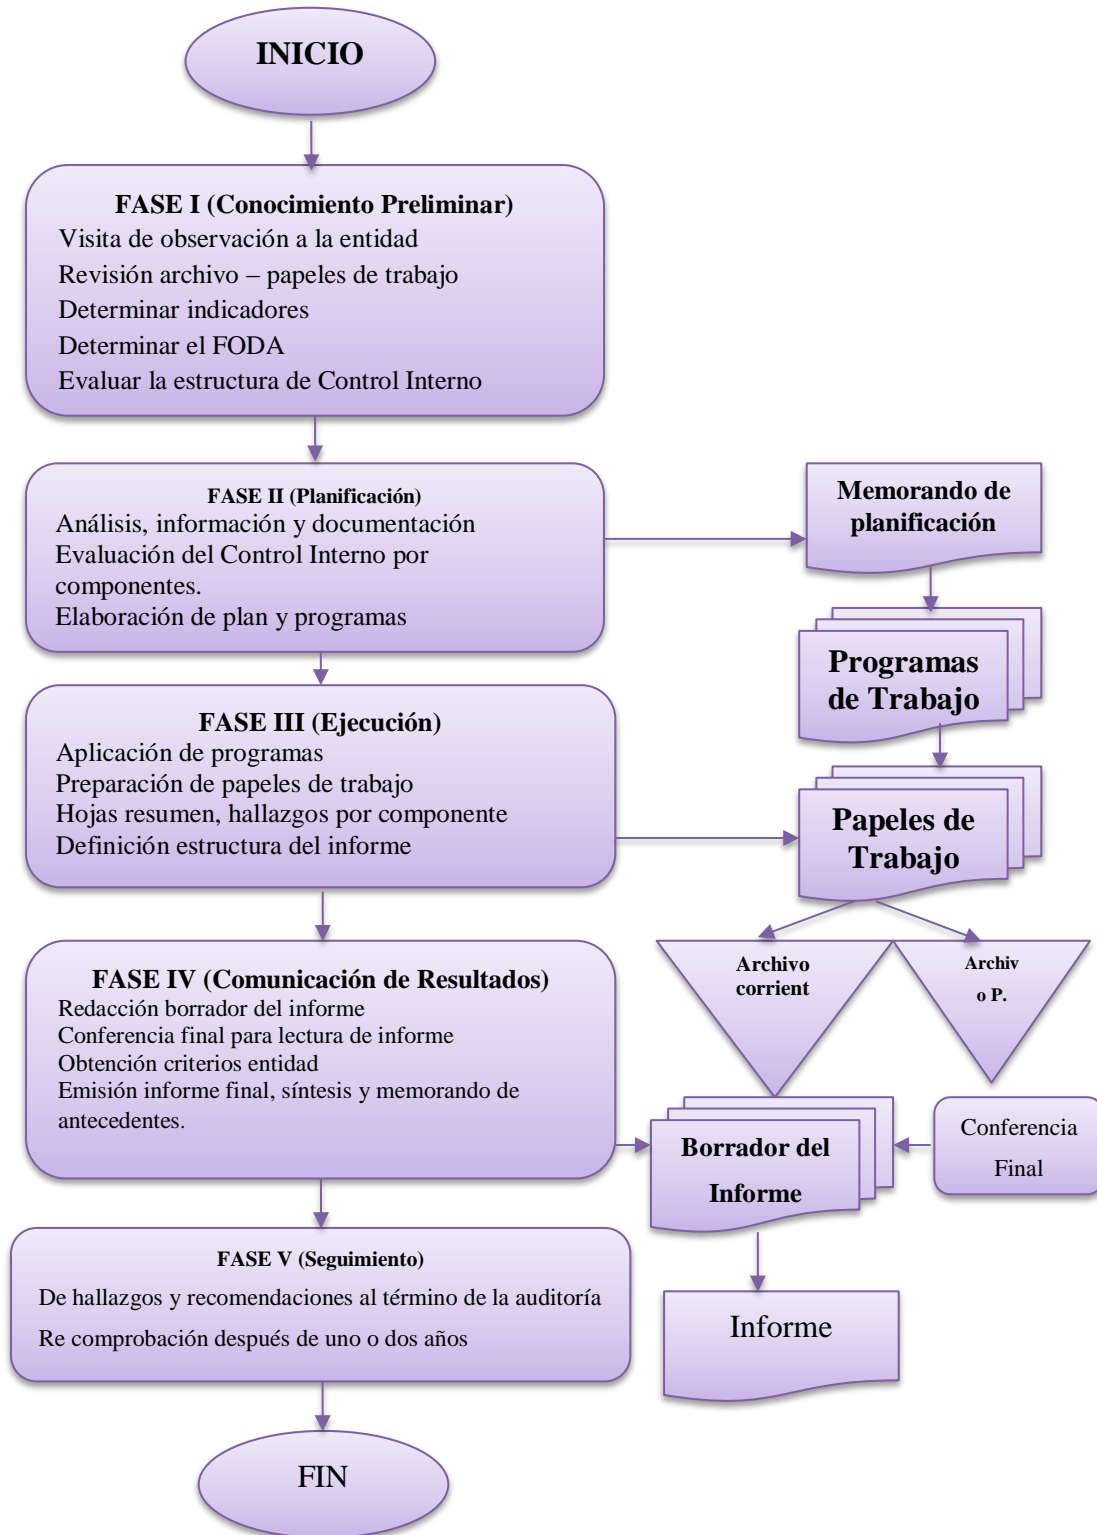 INICIO
FASE I (Conocimiento Preliminar)
Visita de observación a la entidad
Revisión archivo – papeles de trabajo
Determinar indicadores
Determinar el FODA
Evaluar la estructura de Control Interno
FASE II (Planificación)
Análisis, información y documentación
Evaluación del Control Interno por
componentes.
Elaboración de plan y programas
Memorando de
planificación
Programas
de Trabajo
FASE III (Ejecución)
Aplicación de programas
Preparación de papeles de trabajo
Hojas resumen, hallazgos por componente
Definición estructura del informe
Papeles de
Trabajo
Archivo
corrient
Archiv
o P.
FASE IV (Comunicación de Resultados)
Redacción borrador del informe
Conferencia final para lectura de informe
Obtención criterios entidad
Emisión informe final, síntesis y memorando de
antecedentes.
Borrador del
Informe
Conferencia
Final
FASE V (Seguimiento)
De hallazgos y recomendaciones al término de la auditoría
Re comprobación después de uno o dos años
Informe
FIN